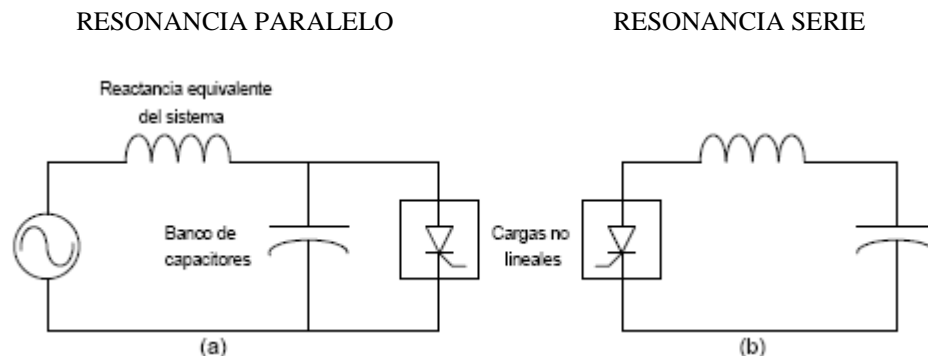 RESONANCIA PARALELO
RESONANCIA SERIE
Reactancia equivalente
del sistema
Banco de
capacitores
Cargas no
lineales
(a)
(b)